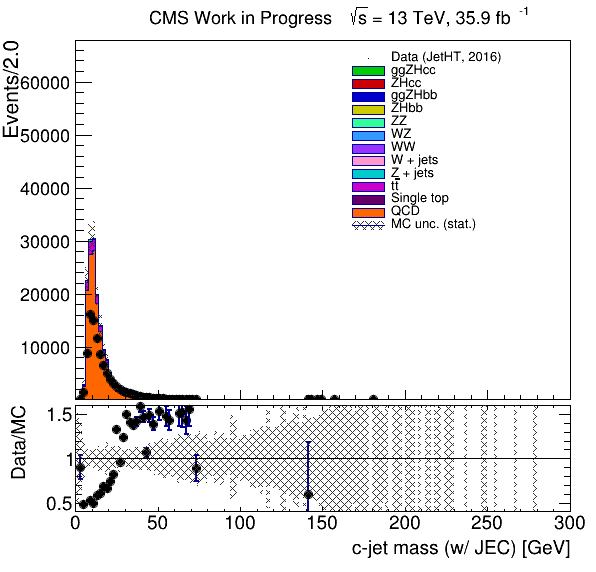 CMS Work in Progress √s = 13 TeV, 35.9 fb -1
Events/2.0
60000
50000
40000
30000
20000
10000
Data (JetHT, 2016)
ggZHcc
ZHcc
ggZHbb
ZHbb
ZZ
WZ
WW
W + jets
Z + jets
tt̅
Single top
QCD
MC unc. (stat.)
Data/MC
1.5
1
0.5
0 50 100 150 200 250 300
c-jet mass (w/ JEC) [GeV]